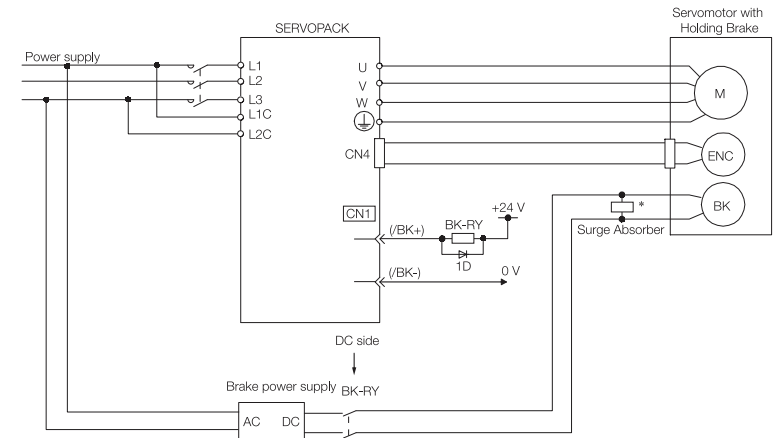 Servomotor with
Holding Brake
SERVOPACK
Power supply
L1
L2
L3
L1C
L2C
U
V
W
M
CN4
ENC
CN1
(/BK+)
BK-RY
+24 V
1D
(/BK-)
0 V
*
Surge Absorber
BK
DC side
Brake power supply
BK-RY
AC
DC